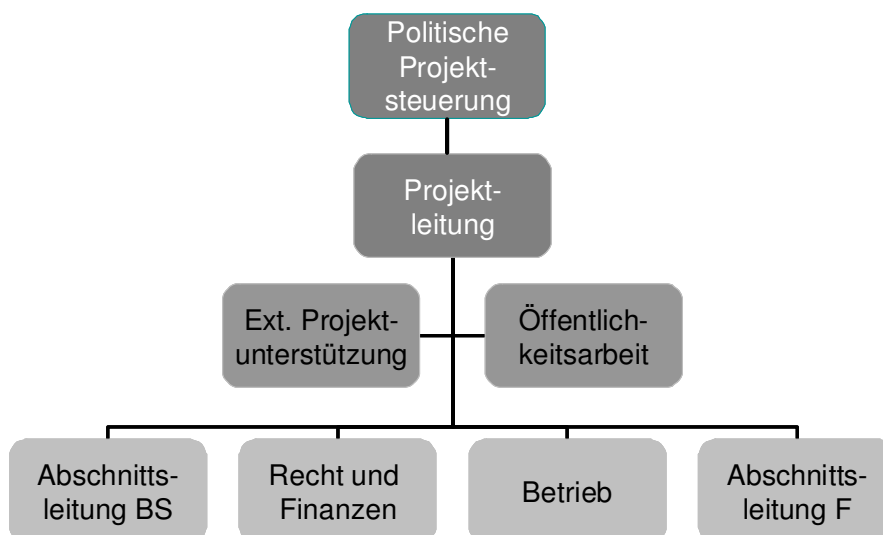 Politische
Projekt-
steuerung
Projekt-
leitung
Ext. Projekt-
unterstützung
Öffentlich-
keitsarbeit
Abschnitts-
leitung BS
Recht und
Finanzen
Betrieb
Abschnitts-
leitung F